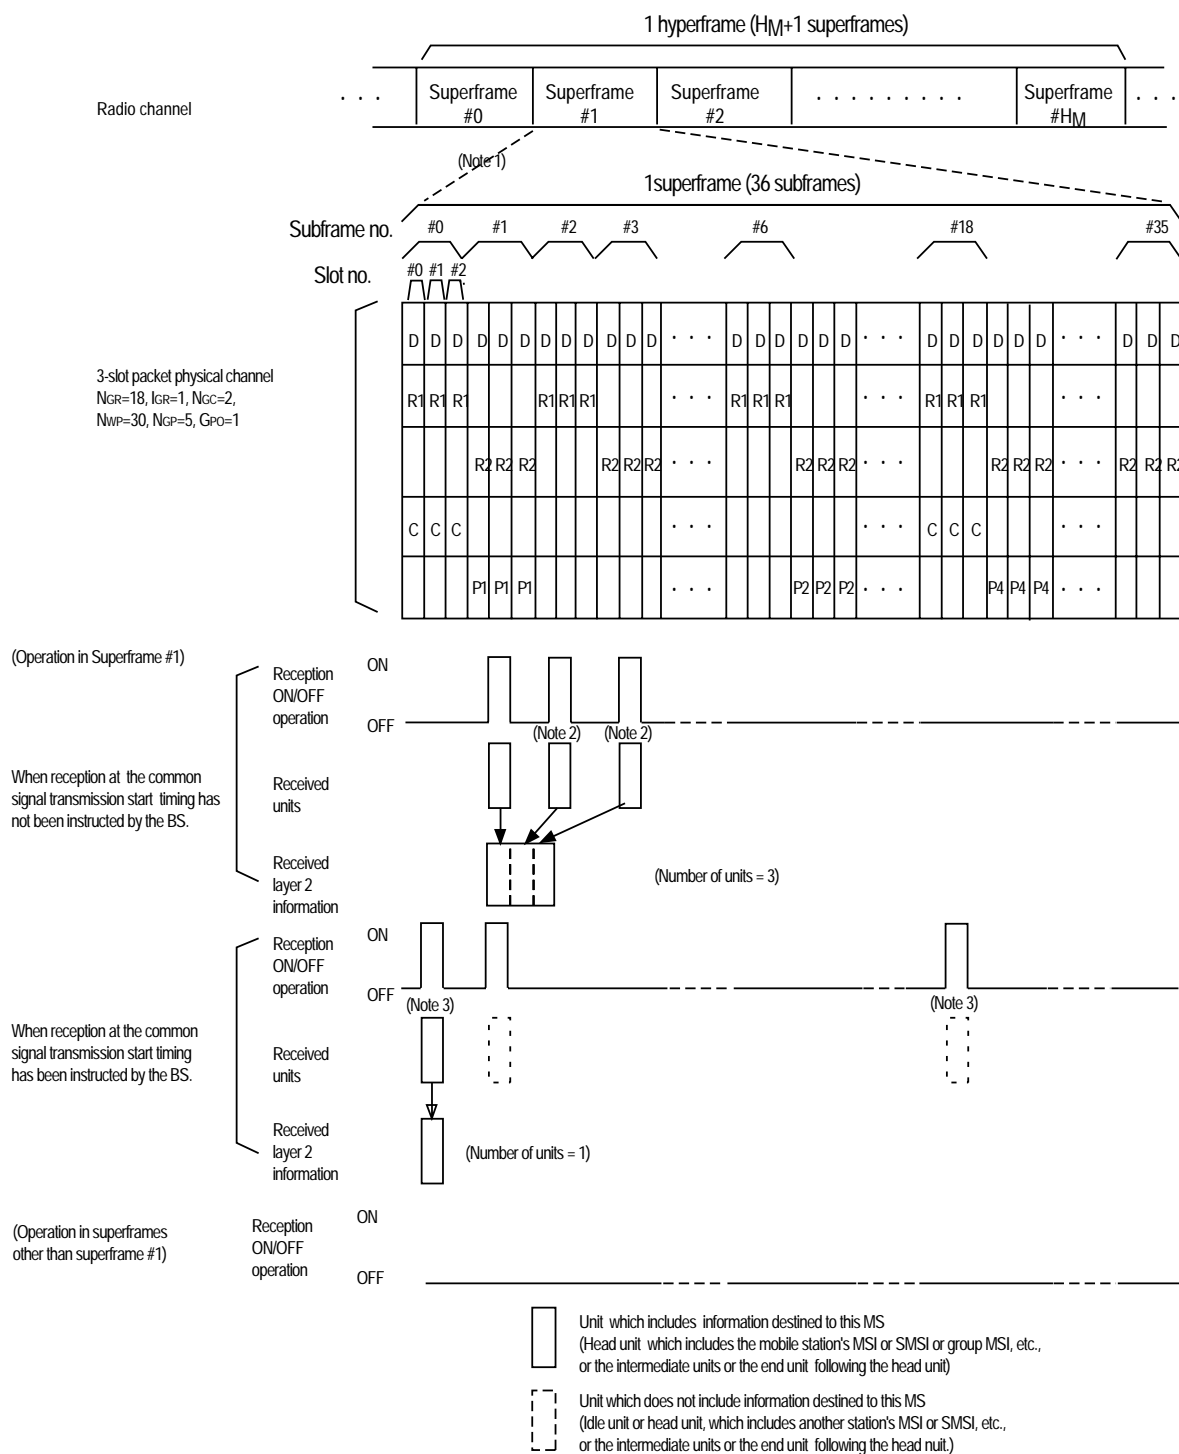 1 hyperframe (HM+1 superframes)
Radio channel
. . . Superframe #0 Superframe #1 Superframe #2 . . . . . . . . . Superframe #HM . . .
(Note 1)
1superframe (36 subframes)
Subframe no. #0 #1 #2 #3 #6 #18 #35
Slot no. #0 #1 #2
D D D D D D D D D D D D . . . D D D D D D . . . D D D D D D . . . D D D
3-slot packet physical channel
NGR=18, IGR=1, NGC=2,
NWP=30, NGP=5, GPO=1
R1 R1 R1 R1 R1 R1 . . . R1 R1 R1 . . . R1 R1 R1 . . .
R2 R2 R2 R2 R2 R2 . . . R2 R2 R2 . . . R2 R2 R2 . . . R2 R2 R2
C C C . . . . . . C C C . . .
P1 P1 P1 . . . P2 P2 P2 . . . P4 P4 P4 . . .
(Operation in Superframe #1)
Reception
ON/OFF
operation
ON
OFF
(Note 2) (Note 2)
When reception at the common
signal transmission start timing has
not been instructed by the BS.
Received
units
Received
layer 2
information
(Number of units = 3)
Reception
ON/OFF
operation
ON
OFF
(Note 3) (Note 3)
When reception at the common
signal transmission start timing
has been instructed by the BS.
Received
units
Received
layer 2
information
(Number of units = 1)
(Operation in superframes
other than superframe #1)
Reception
ON/OFF
operation
ON
OFF
Unit which includes information destined to this MS
(Head unit which includes the mobile station's MSI or SMSI or group MSI, etc.,
or the intermediate units or the end unit following the head unit)
Unit which does not include information destined to this MS
(Idle unit or head unit, which includes another station's MSI or SMSI, etc.,
or the intermediate units or the end unit following the head nuit.)